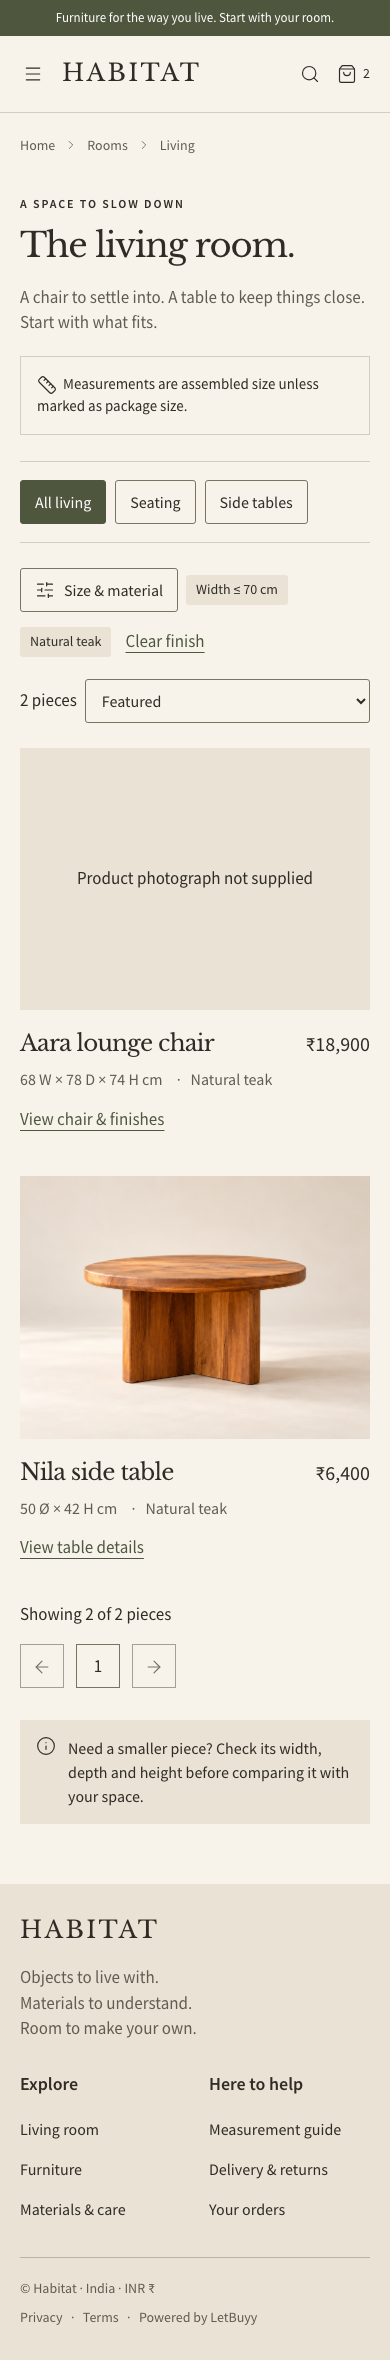 Furniture for the way you live. Start with your room.
HABITAT
2
Home > Rooms > Living
A SPACE TO SLOW DOWN
The living room.
A chair to settle into. A table to keep things close.
Start with what fits.
Measurements are assembled size unless
marked as package size.
All living Seating Side tables
Size & material Width ≤ 70 cm
Natural teak Clear finish
2 pieces Featured
Product photograph not supplied
Aara lounge chair ₹18,900
68 W × 78 D × 74 H cm · Natural teak
View chair & finishes
Nila side table ₹6,400
50 Ø × 42 H cm · Natural teak
View table details
Showing 2 of 2 pieces
← 1 →
Need a smaller piece? Check its width,
depth and height before comparing it with
your space.
HABITAT
Objects to live with.
Materials to understand.
Room to make your own.
Explore Here to help
Living room Measurement guide
Furniture Delivery & returns
Materials & care Your orders
© Habitat · India · INR ₹
Privacy · Terms · Powered by LetBuyy